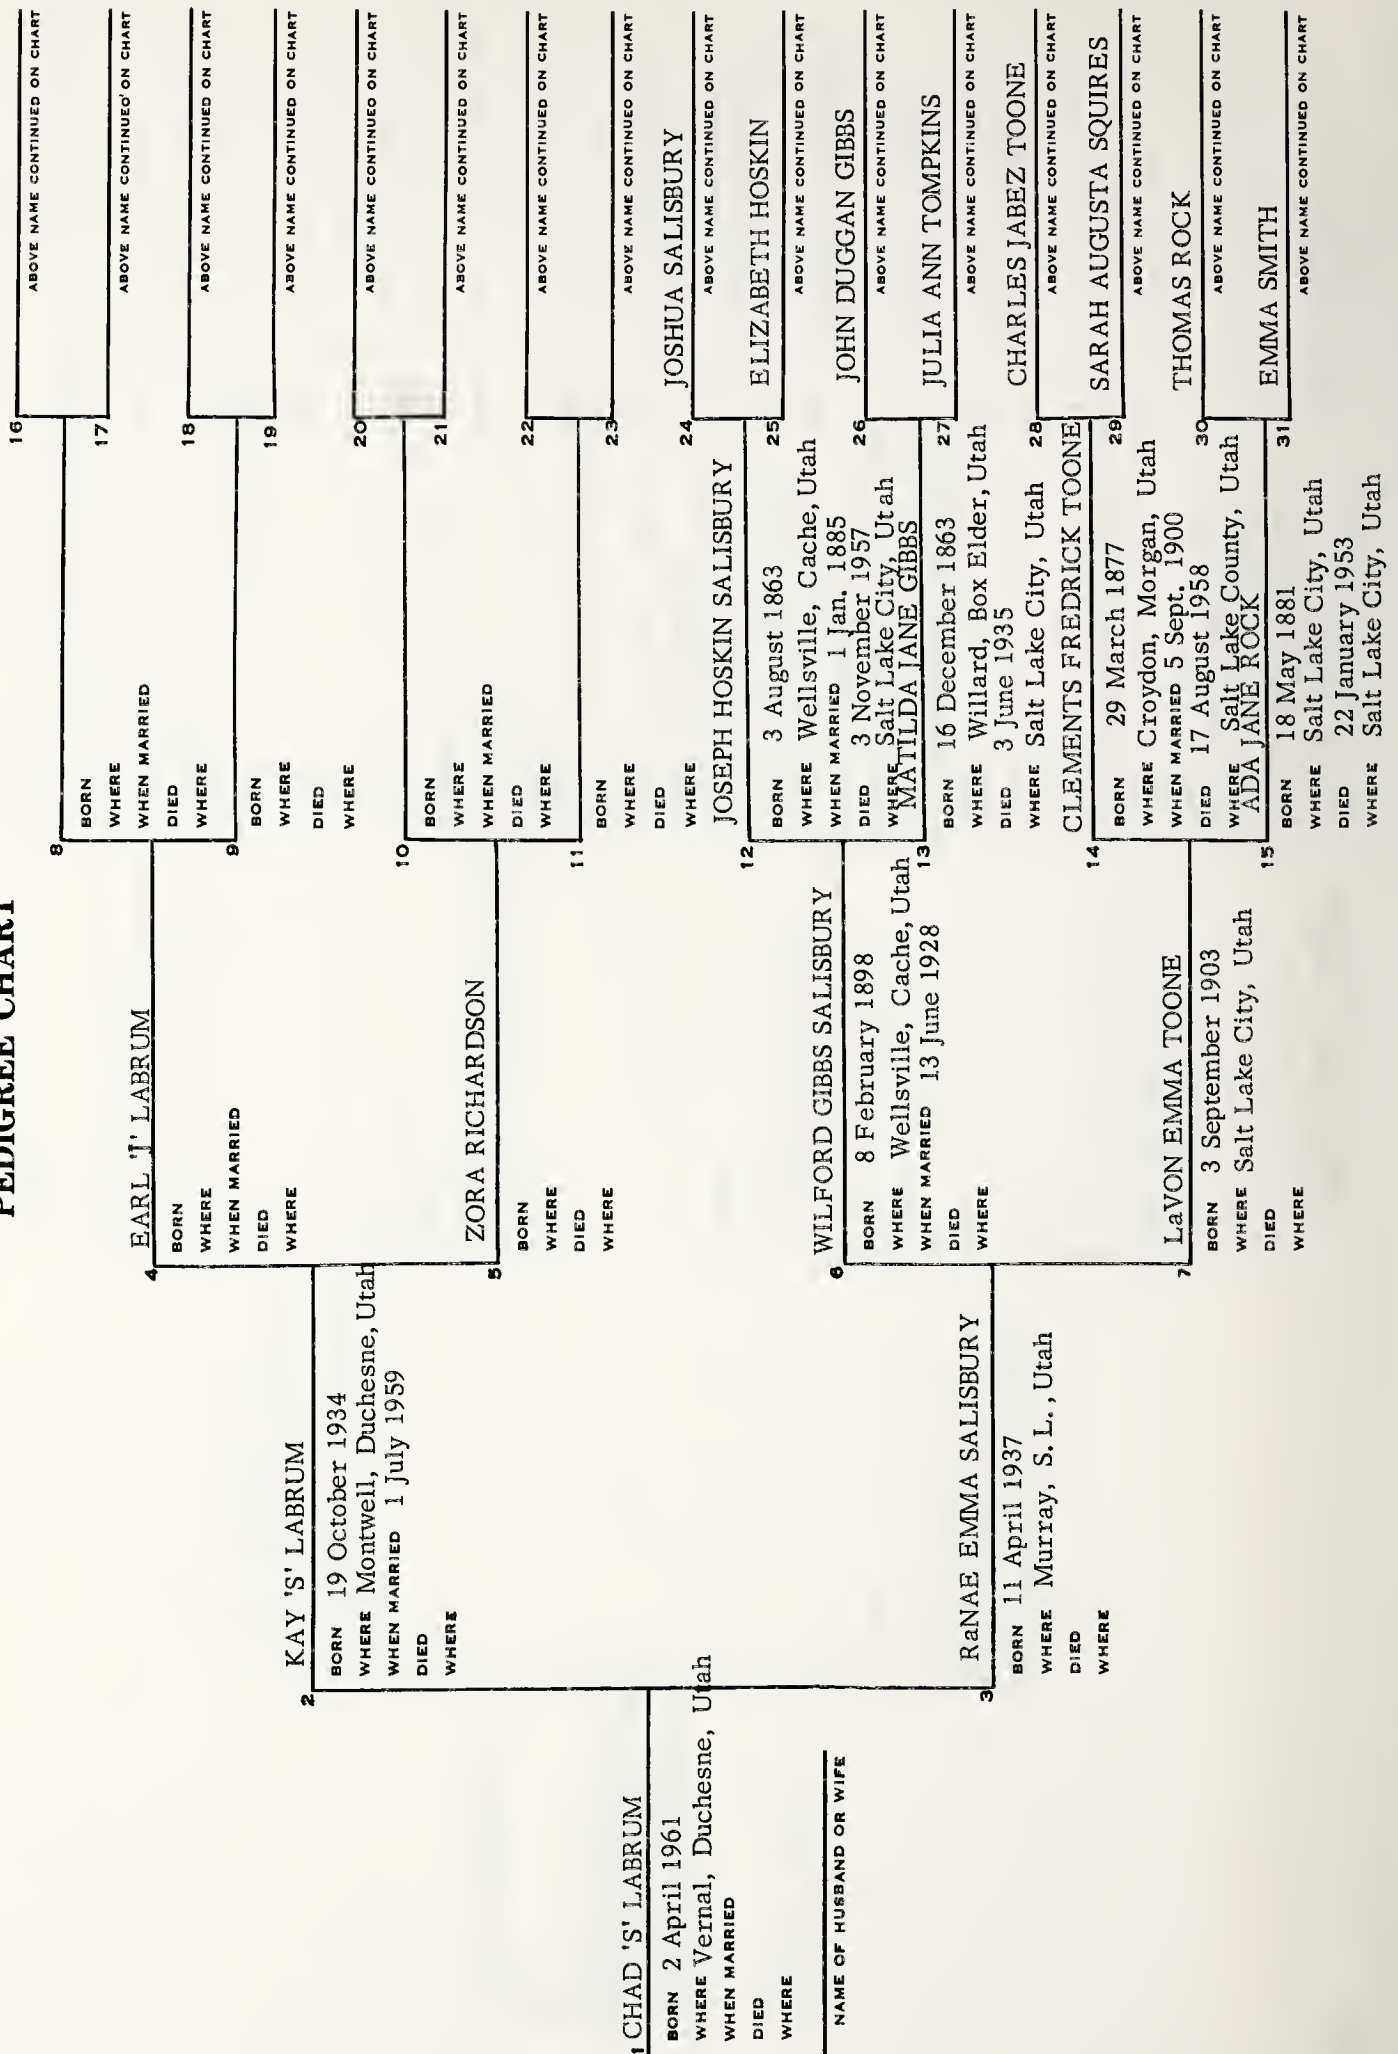 PEDIGREE CHART
1 CHAD 'S' LABRUM
BORN 2 April 1961
WHERE Vernal, Duchesne, Utah
WHEN MARRIED
DIED
WHERE
NAME OF HUSBAND OR WIFE
2
KAY 'S' LABRUM
BORN 19 October 1934
WHERE Montwell, Duchesne, Utah
WHEN MARRIED 1 July 1959
DIED
WHERE
3
RaNAE EMMA SALISBURY
BORN 11 April 1937
WHERE Murray, S. L., Utah
DIED
WHERE
4
EARL 'J' LABRUM
BORN
WHERE
WHEN MARRIED
DIED
WHERE
5
ZORA RICHARDSON
BORN
WHERE
DIED
WHERE
6
WILFORD GIBBS SALISBURY
BORN 8 February 1898
WHERE Wellsville, Cache, Utah
WHEN MARRIED 13 June 1928
DIED
WHERE
7
LaVON EMMA TOONE
BORN 3 September 1903
WHERE Salt Lake City, Utah
DIED
WHERE
8
BORN
WHERE
WHEN MARRIED
DIED
WHERE
9
BORN
WHERE
DIED
WHERE
10
BORN
WHERE
WHEN MARRIED
DIED
WHERE
11
BORN
WHERE
DIED
WHERE
12
JOSEPH HOSKIN SALISBURY
BORN 3 August 1863
WHERE Wellsville, Cache, Utah
WHEN MARRIED 1 Jan. 1885
DIED 3 November 1957
WHERE Salt Lake City, Utah
13
MATILDA JANE GIBBS
BORN 16 December 1863
WHERE Willard, Box Elder, Utah
DIED 3 June 1935
WHERE Salt Lake City, Utah
14
CLEMENTS FREDRICK TOONE
BORN 29 March 1877
WHERE Croydon, Morgan, Utah
WHEN MARRIED 5 Sept. 1900
DIED 17 August 1958
WHERE Salt Lake County, Utah
15
ADA JANE ROCK
BORN 18 May 1881
WHERE Salt Lake City, Utah
DIED 22 January 1953
WHERE Salt Lake City, Utah
16
ABOVE NAME CONTINUED ON CHART
17
ABOVE NAME CONTINUED ON CHART
18
ABOVE NAME CONTINUED ON CHART
19
ABOVE NAME CONTINUED ON CHART
20
ABOVE NAME CONTINUED ON CHART
21
ABOVE NAME CONTINUED ON CHART
22
ABOVE NAME CONTINUED ON CHART
23
ABOVE NAME CONTINUED ON CHART
24
JOSHUA SALISBURY
ABOVE NAME CONTINUED ON CHART
25
ELIZABETH HOSKIN
ABOVE NAME CONTINUED ON CHART
26
JOHN DUGGAN GIBBS
ABOVE NAME CONTINUED ON CHART
27
JULIA ANN TOMPKINS
ABOVE NAME CONTINUED ON CHART
28
CHARLES JABEZ TOONE
ABOVE NAME CONTINUED ON CHART
29
SARAH AUGUSTA SQUIRES
ABOVE NAME CONTINUED ON CHART
30
THOMAS ROCK
ABOVE NAME CONTINUED ON CHART
31
EMMA SMITH
ABOVE NAME CONTINUED ON CHART